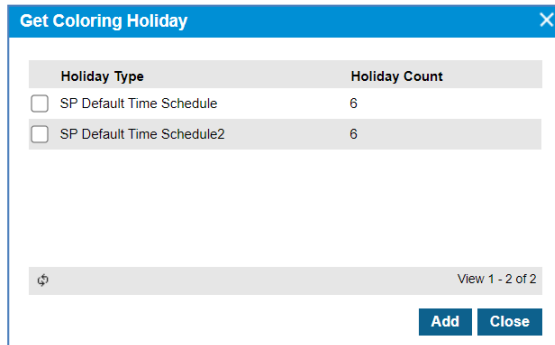 Get Coloring Holiday
Holiday Type Holiday Count
SP Default Time Schedule 6
SP Default Time Schedule2 6
View 1 - 2 of 2
Add Close